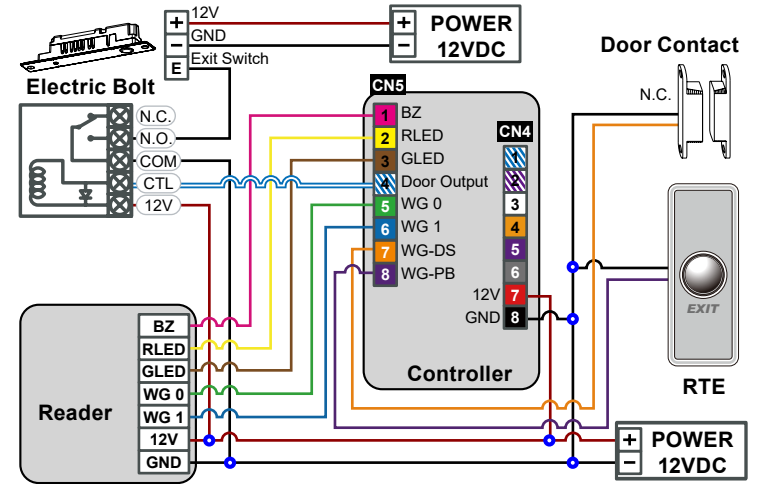 12V
+
GND
−
Exit Switch
E
+
−
POWER
12VDC
Electric Bolt
Door Contact
N.C.
N.C.
N.O.
COM
CTL
12V
CN5
1 BZ
2 RLED
3 GLED
4 Door Output
5 WG 0
6 WG 1
7 WG-DS
8 WG-PB
CN4
1
2
3
4
5
6
12V 7
GND 8
Controller
EXIT
RTE
Reader
BZ
RLED
GLED
WG 0
WG 1
12V
GND
+
−
POWER
12VDC